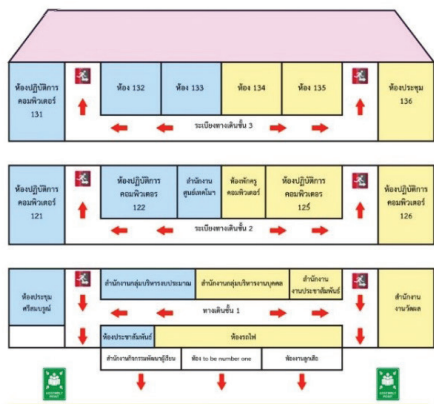 ห้องปฏิบัติการ
คอมพิวเตอร์
131
ห้อง 132
ห้อง 133
ห้อง 134
ห้อง 135
ห้องประชุม
136
ระเบียงทางเดินชั้น 3
ห้องปฏิบัติการ
คอมพิวเตอร์
121
ห้องปฏิบัติการ
คอมพิวเตอร์
122
สำนักงาน
ศูนย์เทคโนฯ
ห้องพักครู
คอมพิวเตอร์
ห้องปฏิบัติการ
คอมพิวเตอร์
125
ห้องปฏิบัติการ
คอมพิวเตอร์
126
ระเบียงทางเดินชั้น 2
ห้องประชุม
ศรีสมบูรณ์
สำนักงานกลุ่มบริหารงบประมาณ
สำนักงานกลุ่มบริหารงานบุคคล
สำนักงาน
งานประชาสัมพันธ์
สำนักงาน
งานวัดผล
ทางเดินชั้น 1
ห้องประชาสัมพันธ์
ห้องรถไฟ
สำนักงานกิจกรรมพัฒนาผู้เรียน
ห้อง to be number one
ห้องงานลูกเสือ